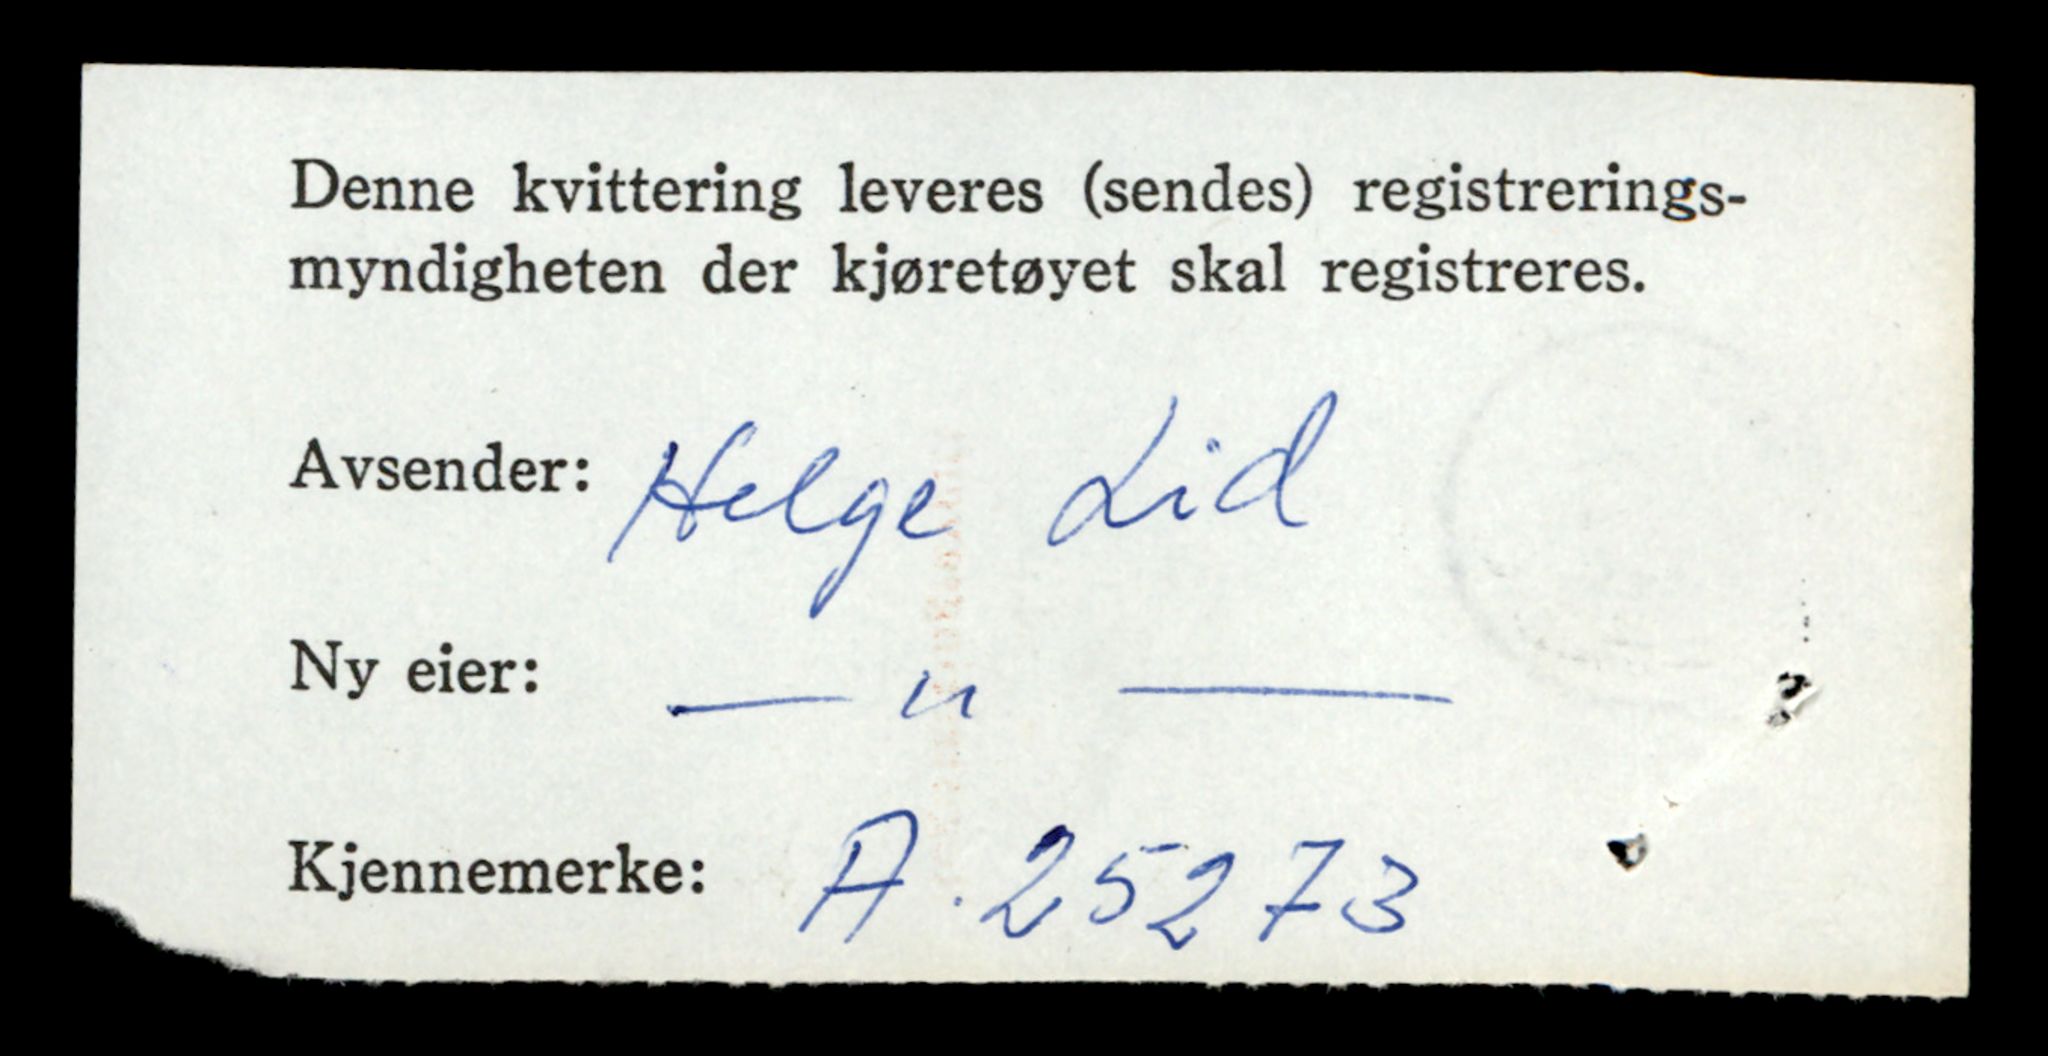 Denne kvittering leveres (sendes) registrerings-
myndigheten der kjøretøyet skal registreres.
Avsender: Helge Lid
Ny eier: — " —
Kjennemerke: A. 25273